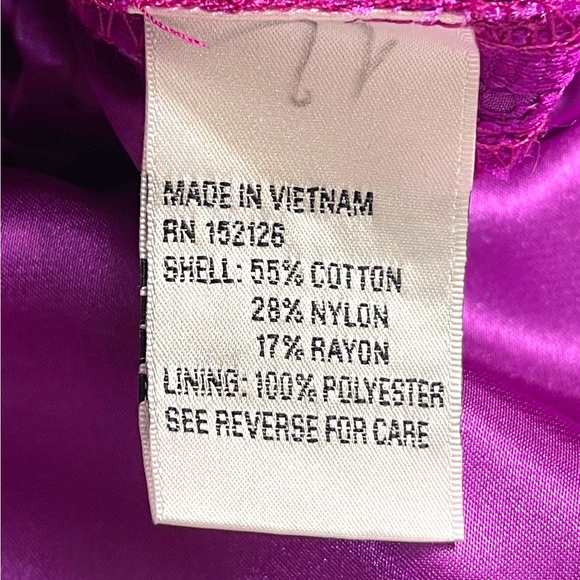 MADE IN VIETNAM
RN 152126
SHELL: 55% COTTON
28% NYLON
17% RAYON
LINING: 100% POLYESTER
SEE REVERSE FOR CARE